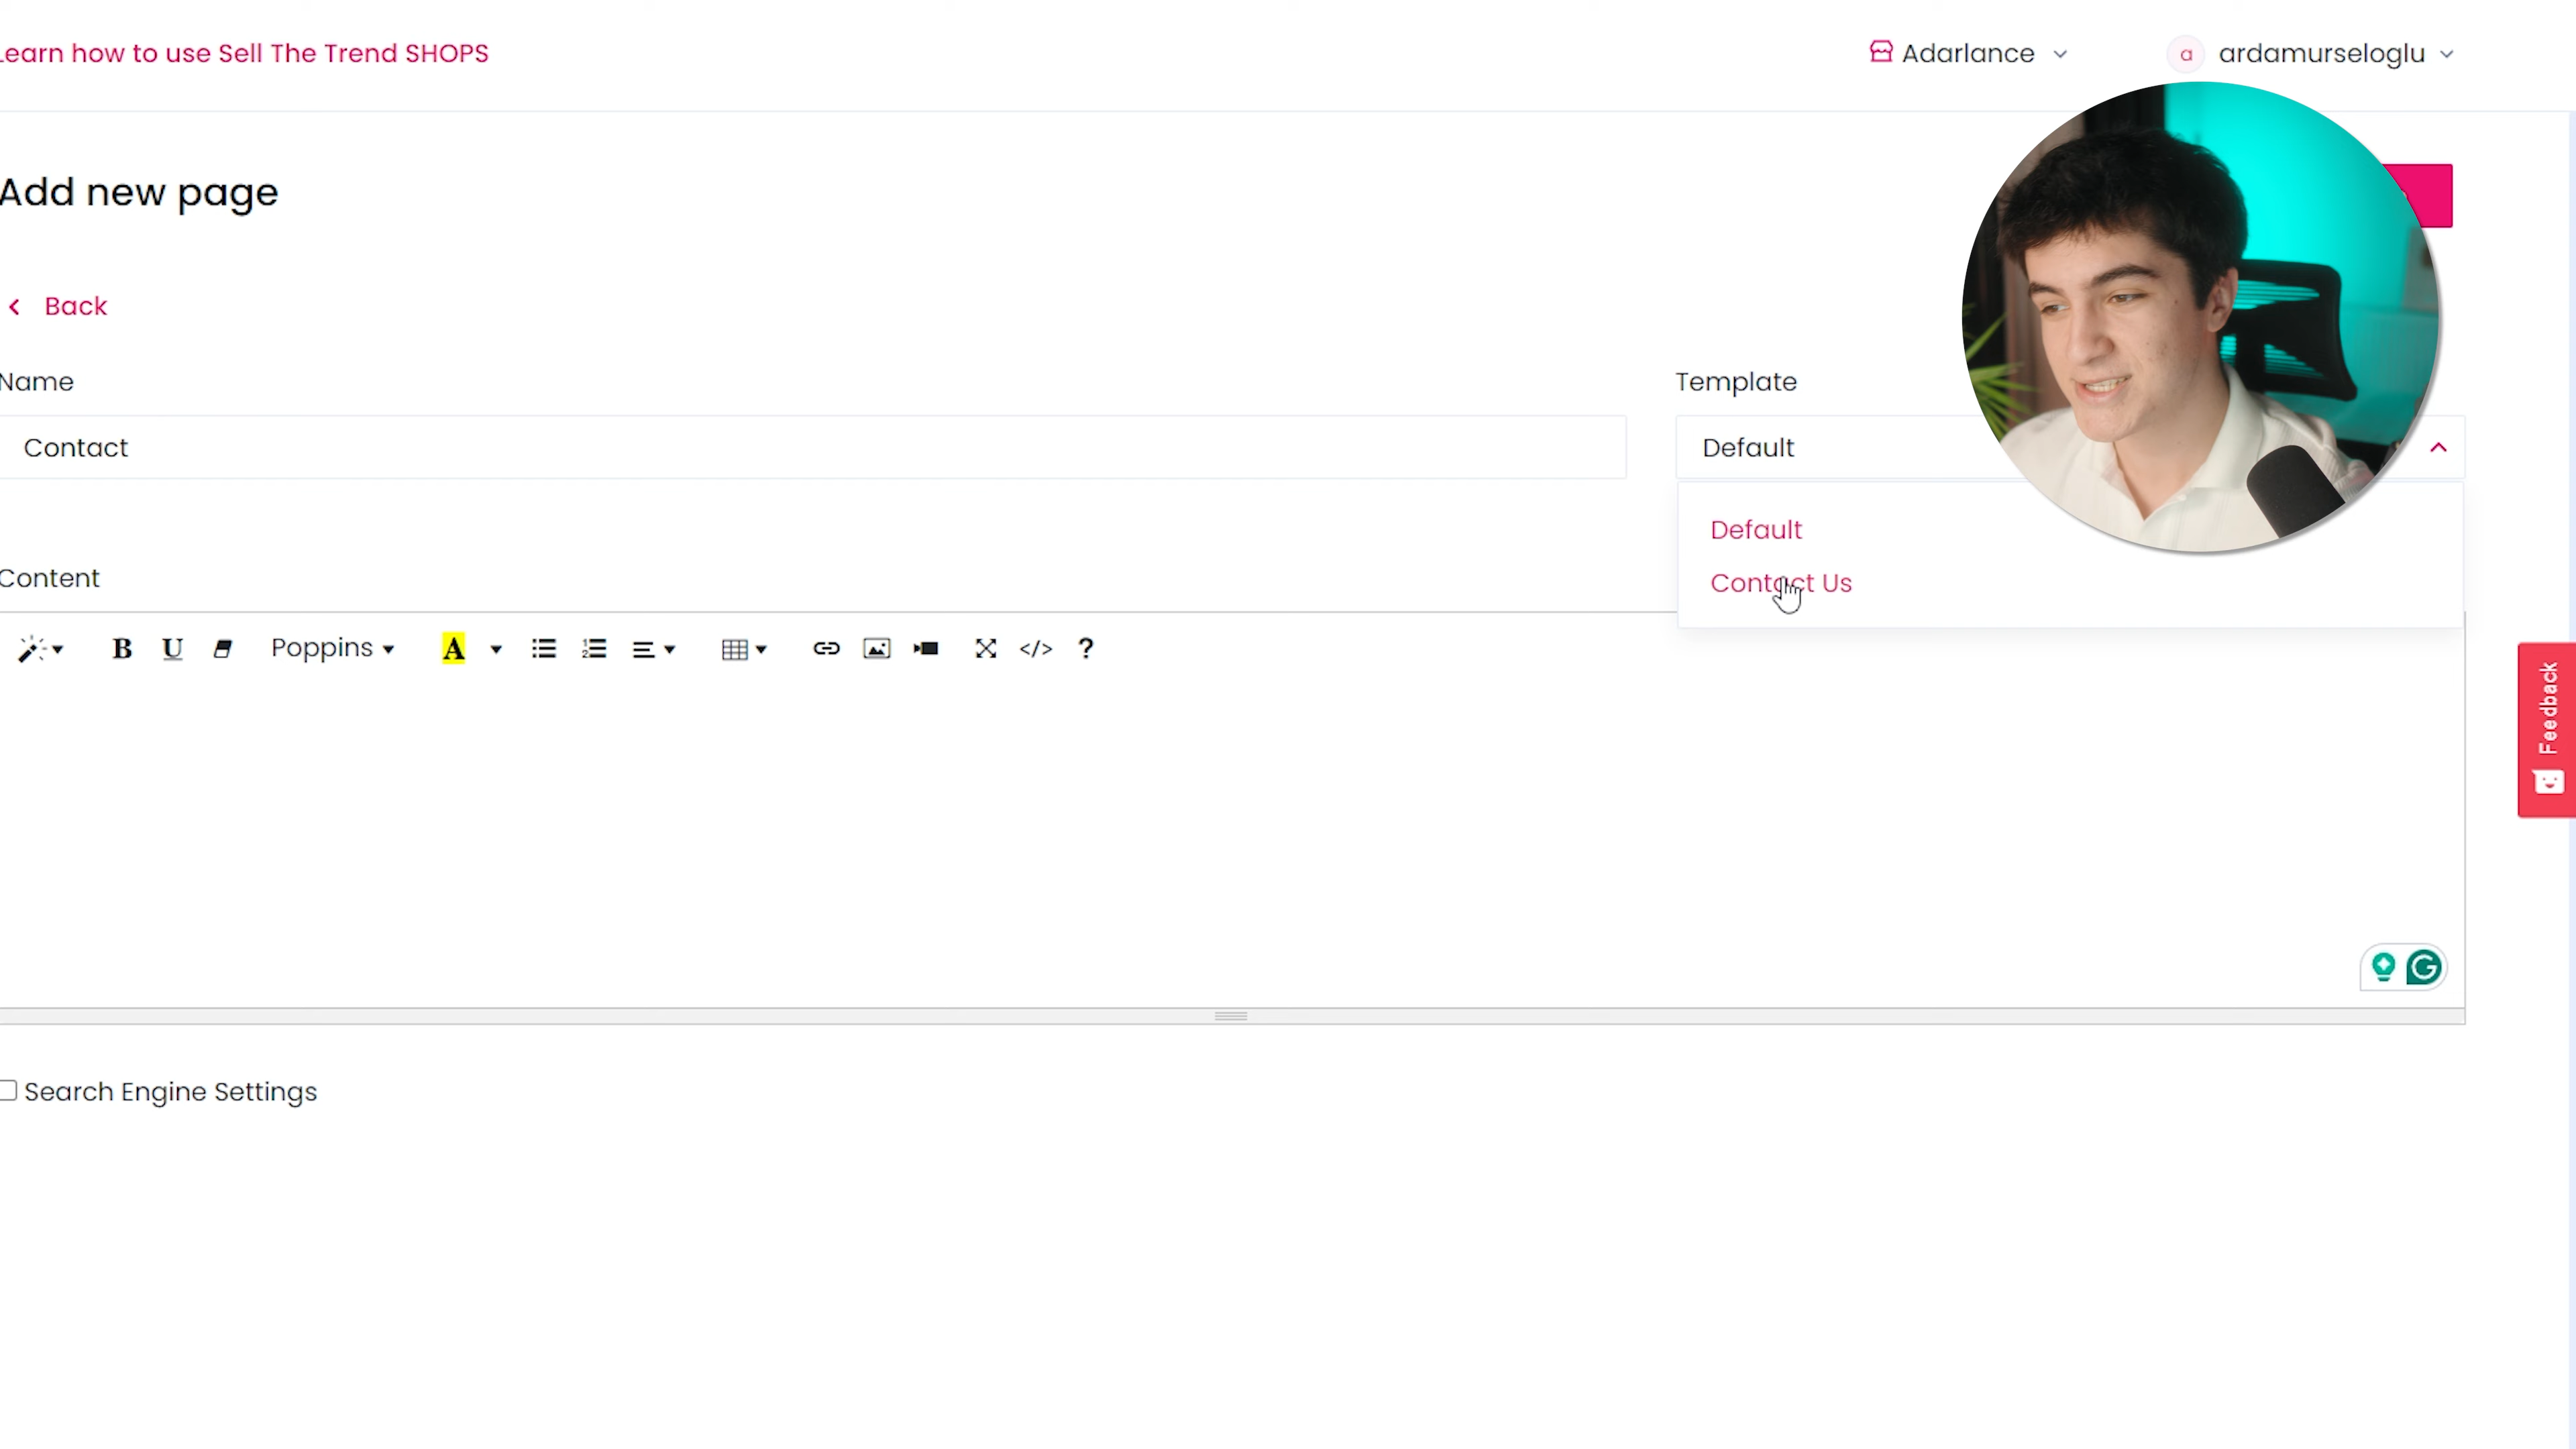 Learn how to use Sell The Trend SHOPS
Adarlance
a
ardamurseloglu
Add new page
Back
Name
Template
Contact
Default
Default
Contact Us
Content
B U Poppins A </> ?
Feedback
Search Engine Settings